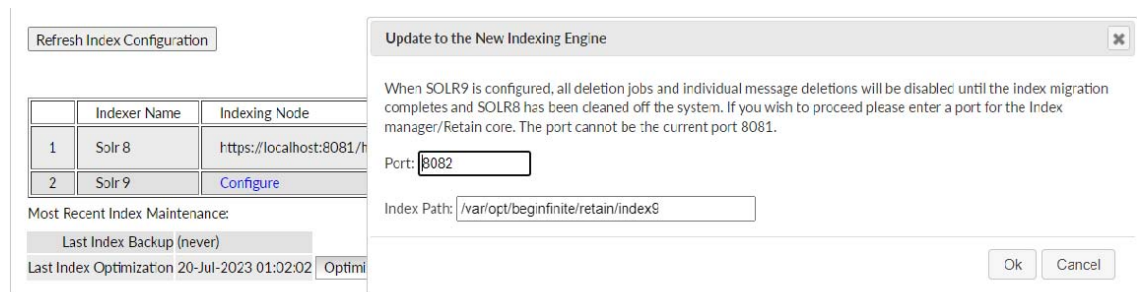 Refresh Index Configuration
Indexer Name Indexing Node
1 Solr 8 https://localhost:8081/h
2 Solr 9 Configure
Most Recent Index Maintenance:
Last Index Backup (never)
Last Index Optimization 20-Jul-2023 01:02:02 Optimi
Update to the New Indexing Engine
When SOLR9 is configured, all deletion jobs and individual message deletions will be disabled until the index migration
completes and SOLR8 has been cleaned off the system. If you wish to proceed please enter a port for the Index
manager/Retain core. The port cannot be the current port 8081.
Port: 8082
Index Path: /var/opt/beginfinite/retain/index9
Ok Cancel